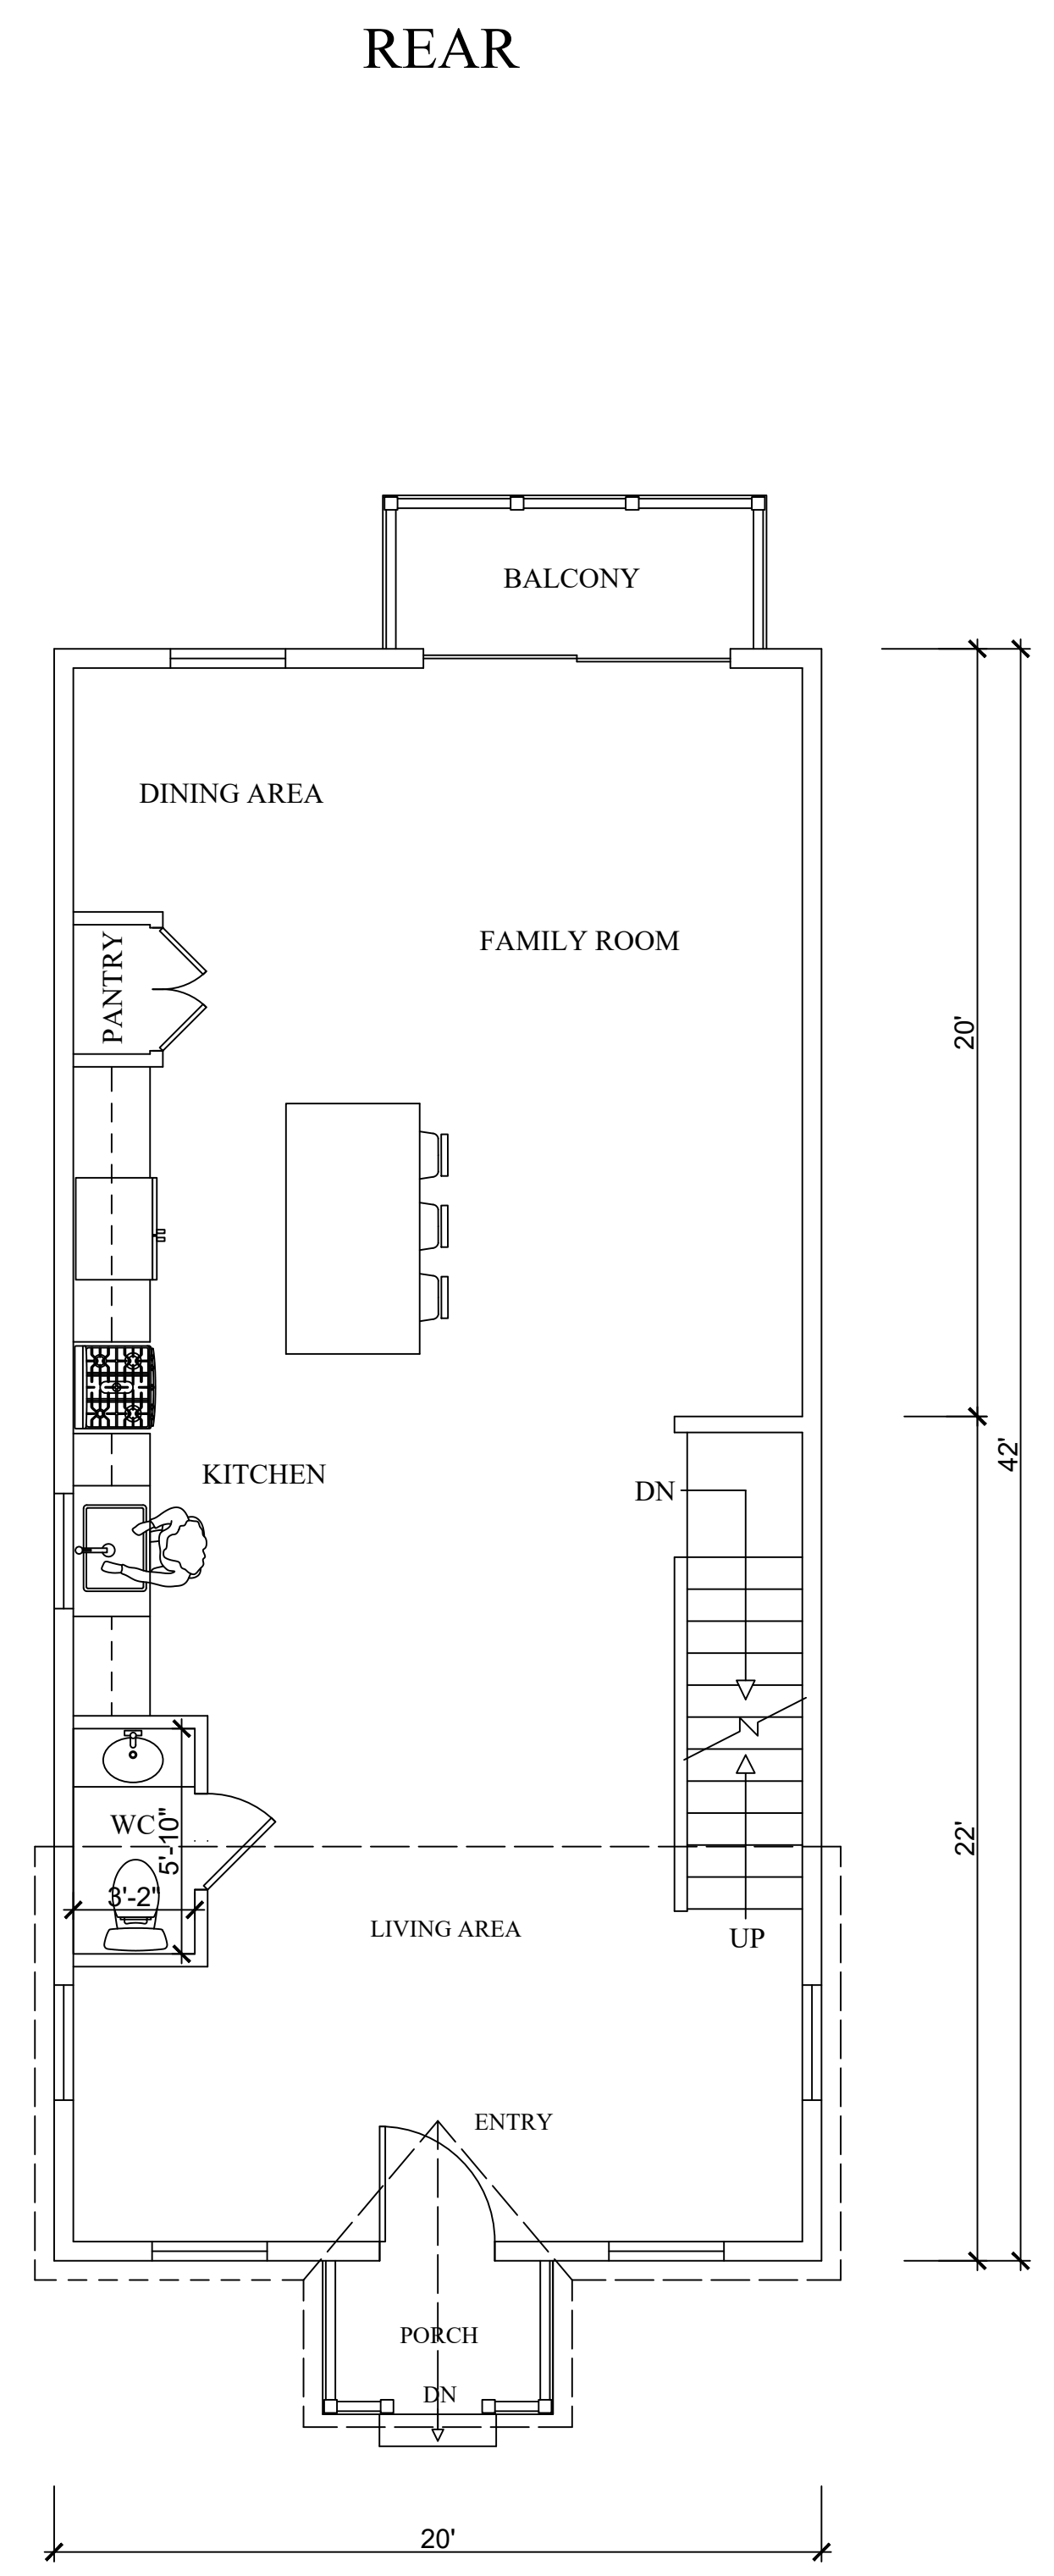 REAR
BALCONY
DINING AREA
FAMILY ROOM
PANTRY
20'
42'
KITCHEN
DN
WC
5'-10"
22'
3'-2"
LIVING AREA
UP
ENTRY
PORCH
DN
20'